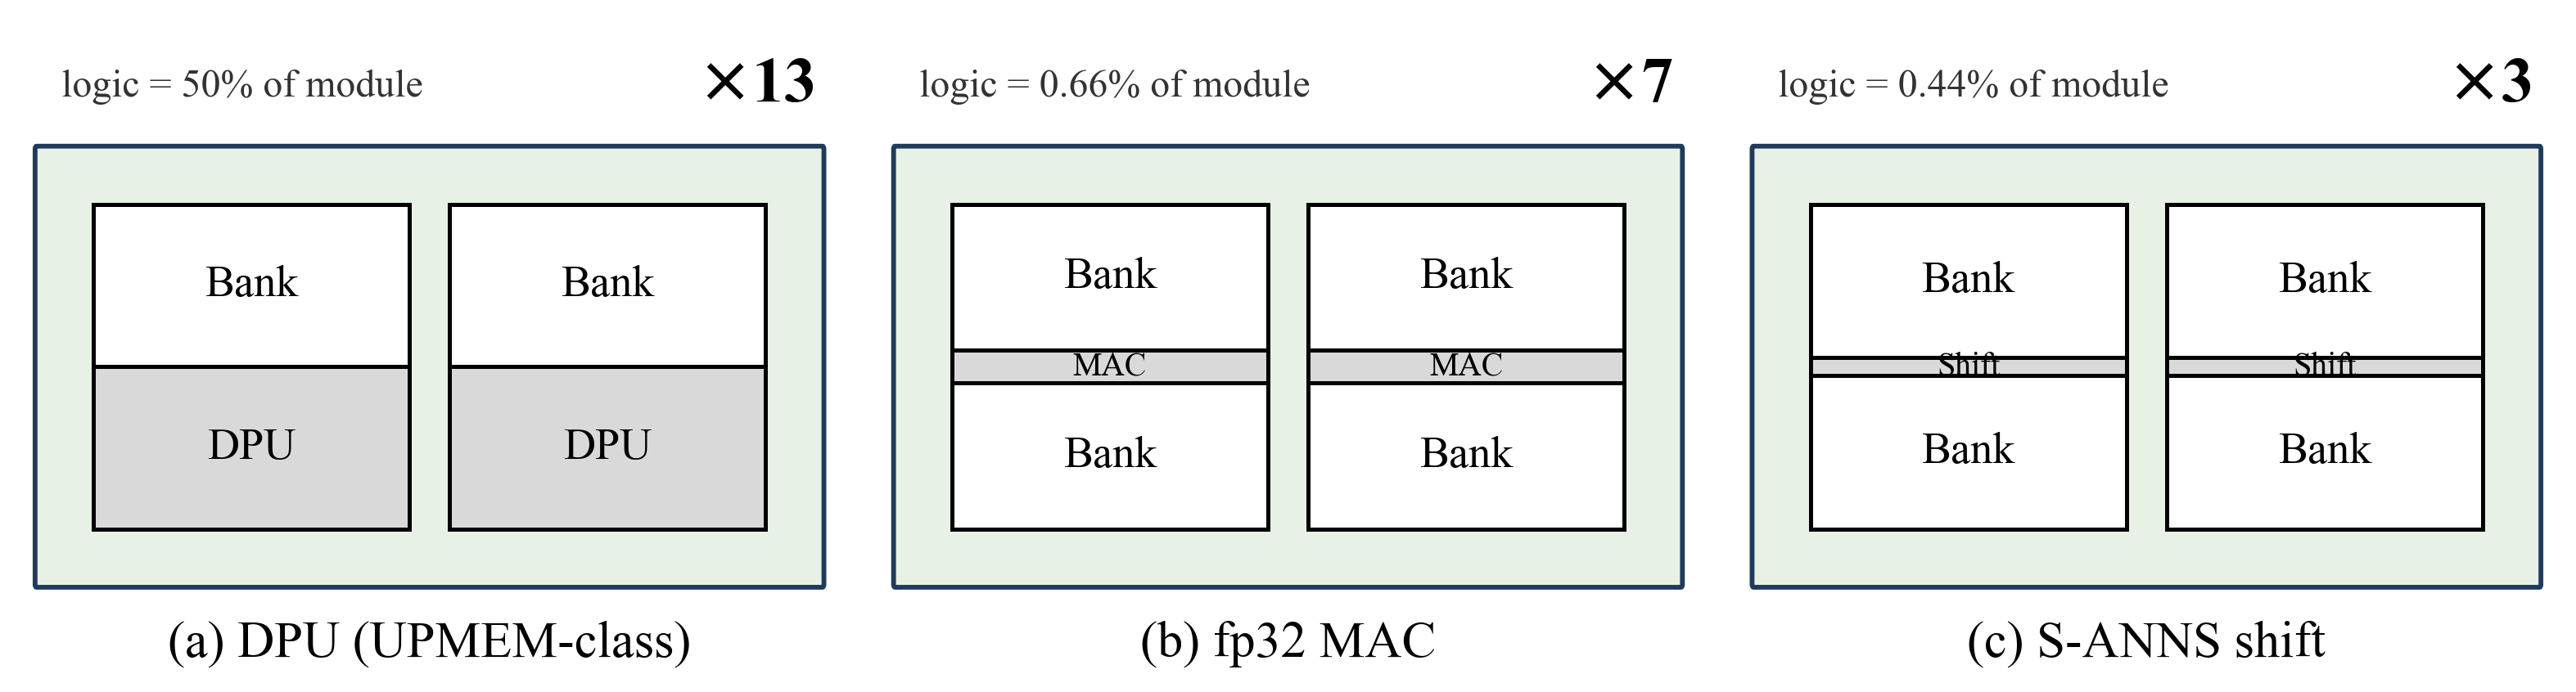 logic = 50% of module ×13
logic = 0.66% of module ×7
logic = 0.44% of module ×3
Bank Bank
DPU DPU
Bank Bank
MAC MAC
Bank Bank
Bank Bank
Shift Shift
Bank Bank
(a) DPU (UPMEM-class)
(b) fp32 MAC
(c) S-ANNS shift